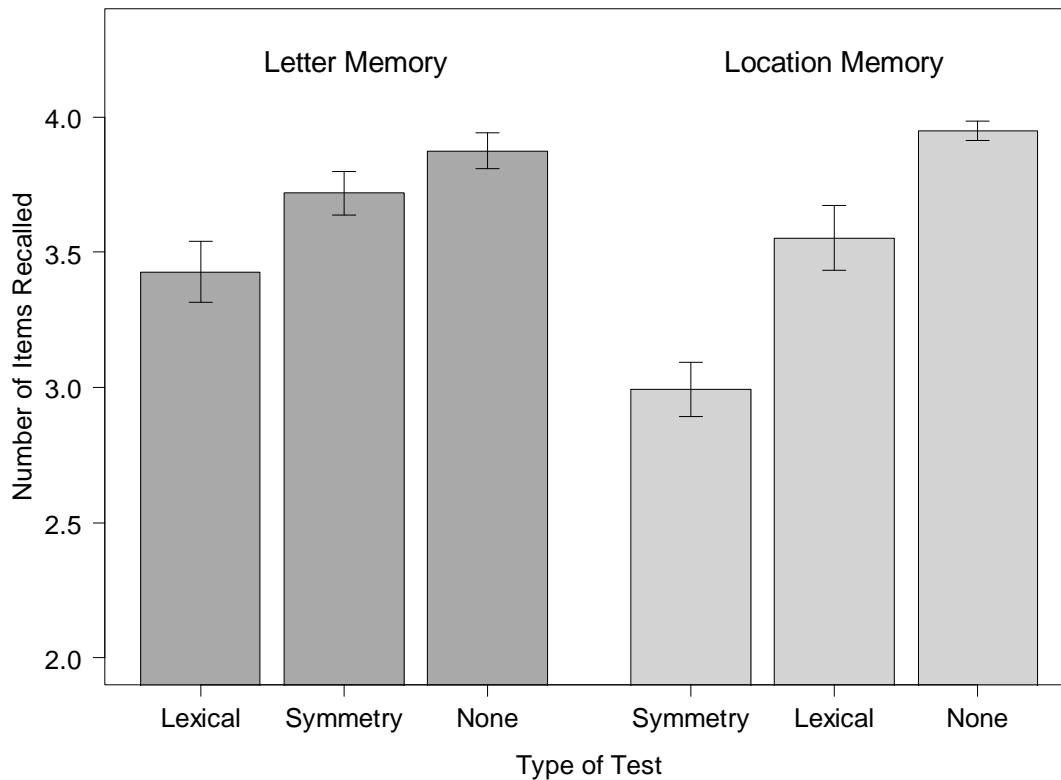 Letter Memory
Location Memory
Number of Items Recalled
4.0
3.5
3.0
2.5
2.0
Lexical
Symmetry
None
Symmetry
Lexical
None
Type of Test